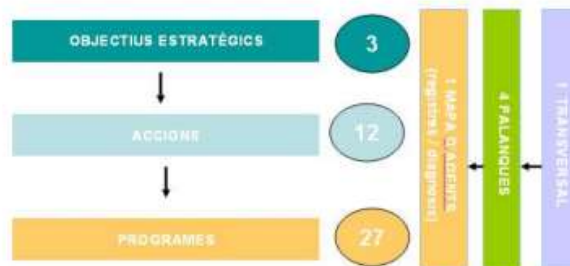 OBJECTIUS ESTRATÈGICS
3
ACCIONS
12
PROGRAMES
27
1 MAPA D'AGENTS
(registres / diagnosis)
4 PALANQUES
1 TRANSVERSAL